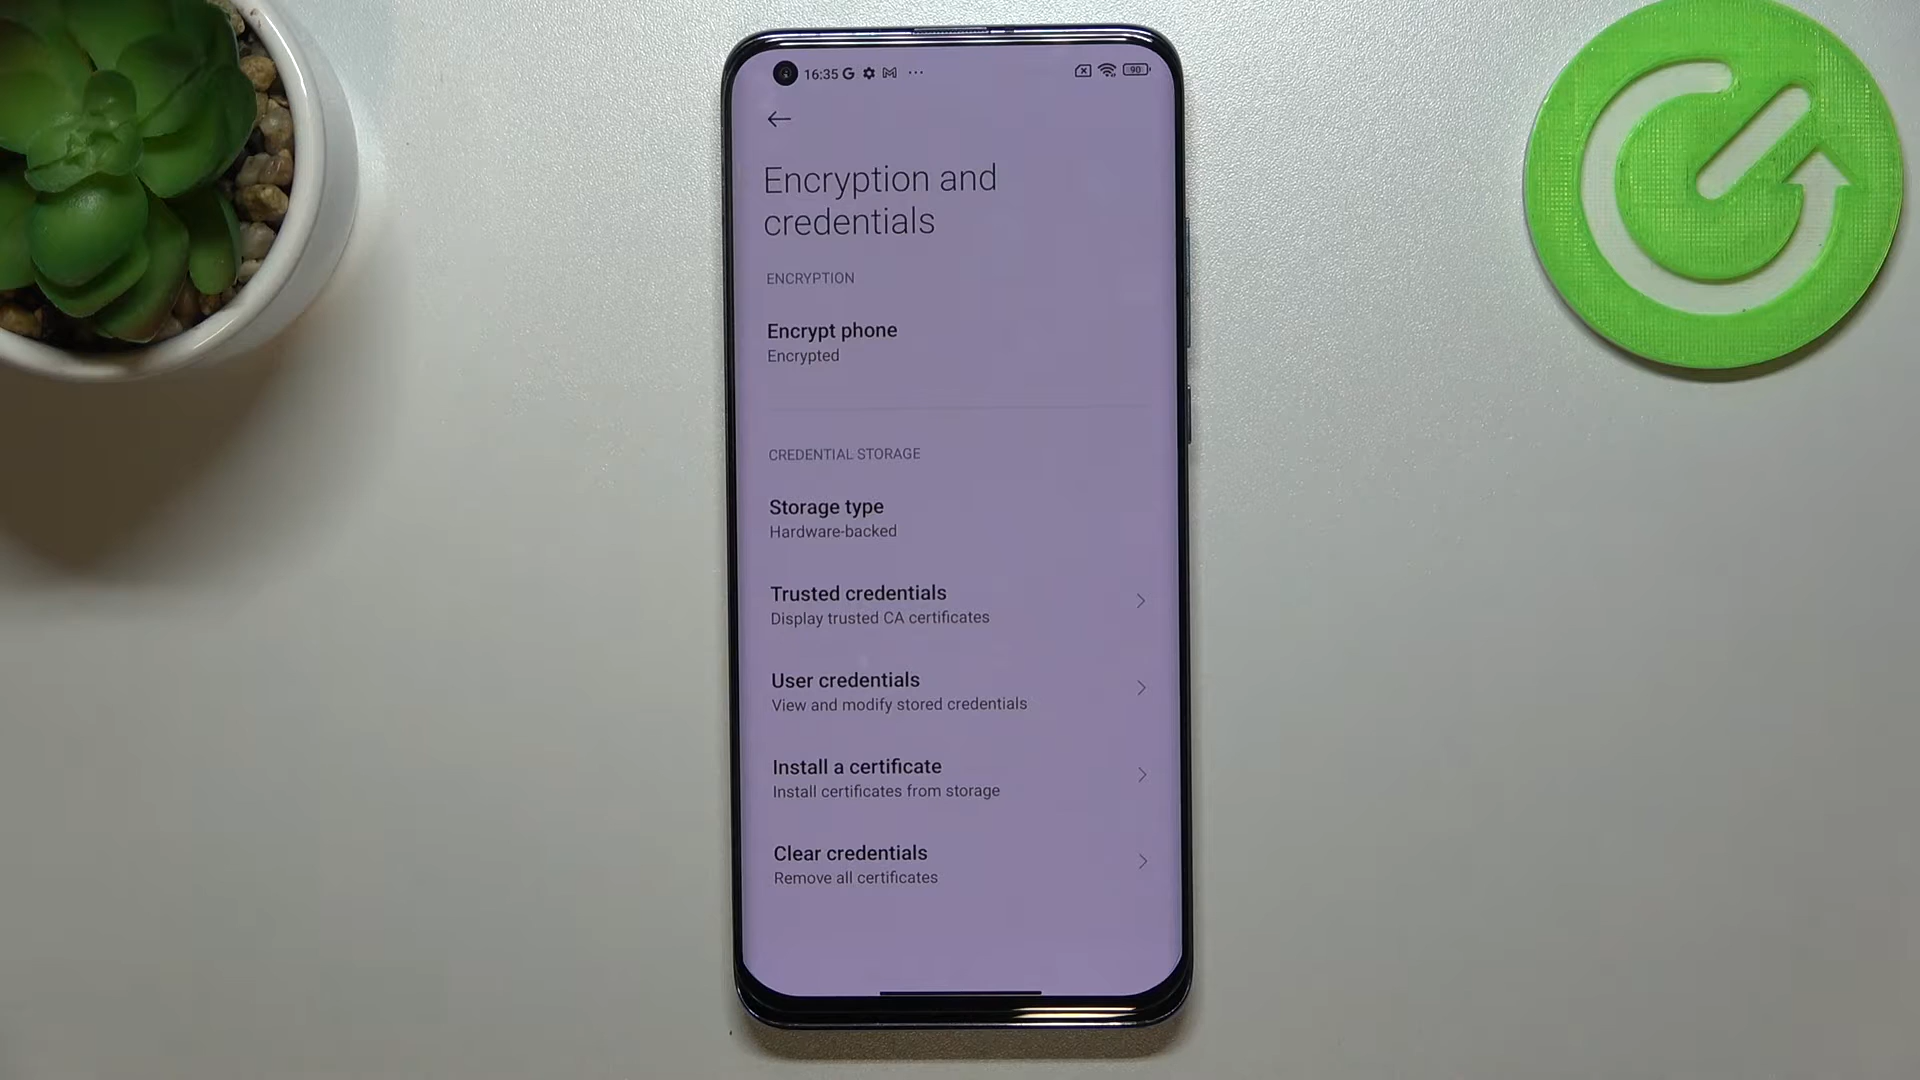 16:35
90
Encryption and
credentials
ENCRYPTION
Encrypt phone
Encrypted
CREDENTIAL STORAGE
Storage type
Hardware-backed
Trusted credentials
Display trusted CA certificates
User credentials
View and modify stored credentials
Install a certificate
Install certificates from storage
Clear credentials
Remove all certificates